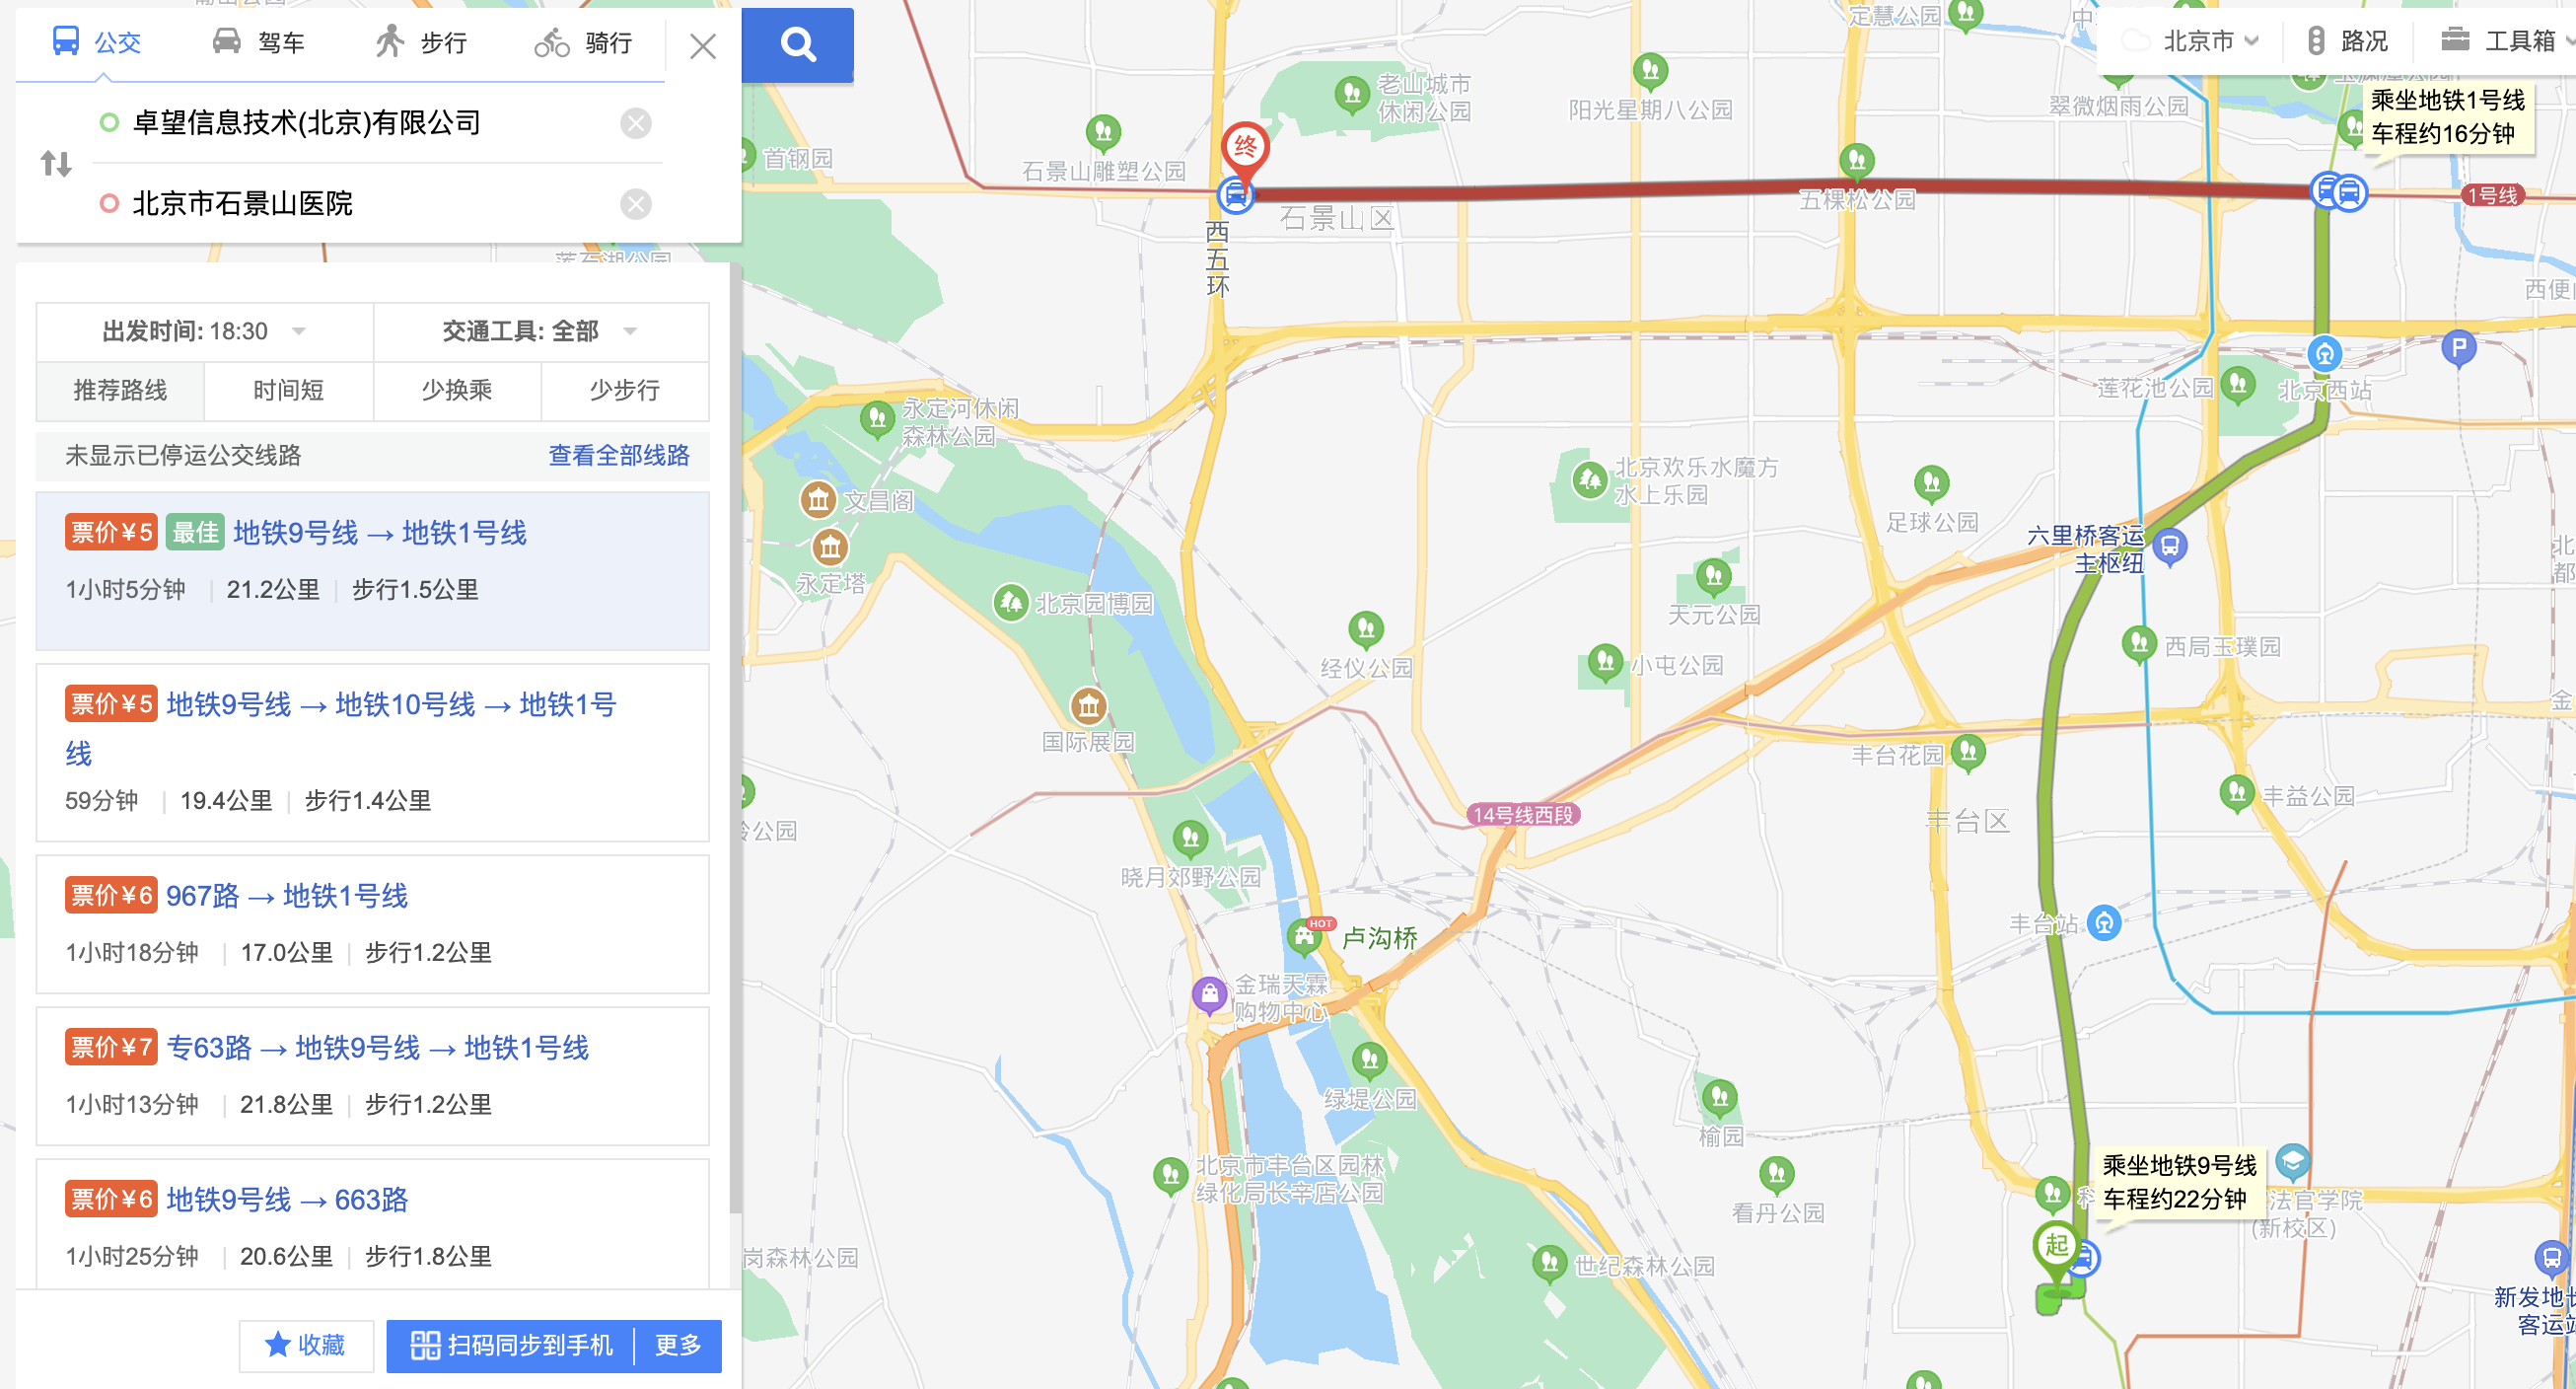 公交
驾车
步行
骑行
卓望信息技术(北京)有限公司
北京市石景山医院
出发时间: 18:30
交通工具: 全部
推荐路线
时间短
少换乘
少步行
未显示已停运公交线路
查看全部线路
票价¥5 最佳 地铁9号线 → 地铁1号线
1小时5分钟 | 21.2公里 | 步行1.5公里
票价¥5 地铁9号线 → 地铁10号线 → 地铁1号
线
59分钟 | 19.4公里 | 步行1.4公里
票价¥6 967路 → 地铁1号线
1小时18分钟 | 17.0公里 | 步行1.2公里
票价¥7 专63路 → 地铁9号线 → 地铁1号线
1小时13分钟 | 21.8公里 | 步行1.2公里
票价¥6 地铁9号线 → 663路
1小时25分钟 | 20.6公里 | 步行1.8公里
收藏
扫码同步到手机
更多
北京市
路况
工具箱
定慧公园
老山城市
休闲公园
阳光星期八公园
翠微烟雨公园
乘坐地铁1号线
车程约16分钟
首钢园
石景山雕塑公园
终
五棵松公园
1号线
石景山区
西
五
环
莲石湖公园
P
莲花池公园
北京西站
永定河休闲
森林公园
文昌阁
永定塔
北京欢乐水魔方
水上乐园
足球公园
六里桥客运
主枢纽
北京园博园
天元公园
经仪公园
小屯公园
西局玉璞园
国际展园
丰台花园
丰益公园
14号线西段
丰台区
晓月郊野公园
HOT
卢沟桥
丰台站
金瑞天霖
购物中心
绿堤公园
榆园
北京市丰台区园林
绿化局长辛店公园
看丹公园
乘坐地铁9号线
车程约22分钟
法官学院
(新校区)
起
岗森林公园
世纪森林公园
新发地
客运站